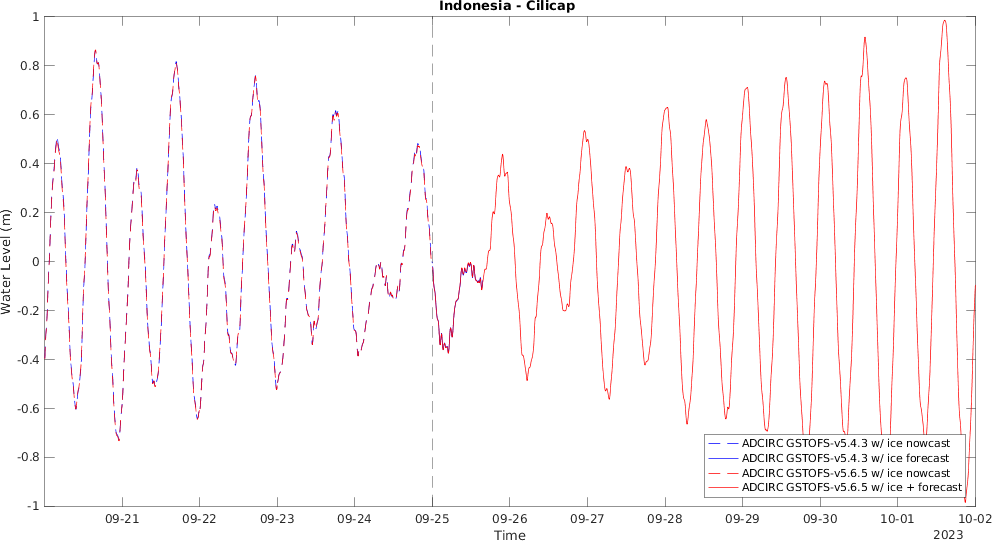 Indonesia - Cilicap
1
0.8
0.6
0.4
0.2
0
-0.2
-0.4
-0.6
-0.8
-1
Water Level (m)
09-21 09-22 09-23 09-24 09-25 09-26 09-27 09-28 09-29 09-30 10-01 10-02
Time
2023
ADCIRC GSTOFS-v5.4.3 w/ ice nowcast
ADCIRC GSTOFS-v5.4.3 w/ ice forecast
ADCIRC GSTOFS-v5.6.5 w/ ice nowcast
ADCIRC GSTOFS-v5.6.5 w/ ice + forecast